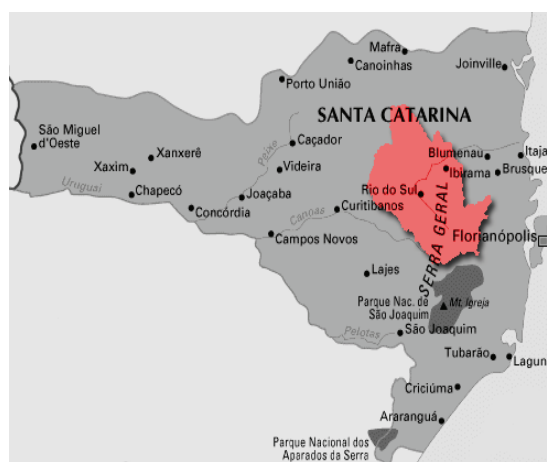 Mafra
Canoinhas
Joinville
Porto União
SANTA CATARINA
São Miguel
d'Oeste
Caçador
Peixe
Xanxerê
Blumenau
Itaja
Xaxim
Videira
Ibirama
Brusque
Uruguai
Chapecó
Joaçaba
Rio do Sul
Concórdia
Curitibanos
Canoas
Campos Novos
Florianópolis
SERRA GERAL
Lajes
Parque Nac. de
São Joaquim
Mt. Igreja
Pelotas
São Joaquim
Tubarão
Lagun
Criciúma
Araranguá
Parque Nacional dos
Aparados da Serra